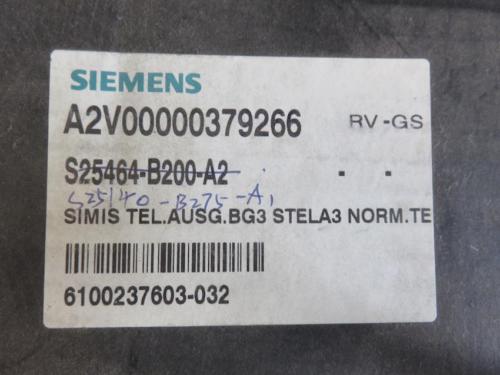 SIEMENS
A2V00000379266 RV-GS
S25464-B200-A2 . - -
S25140-B275-A1
SIMIS TEL.AUSG.BG3 STELA3 NORM.TE
6100237603-032